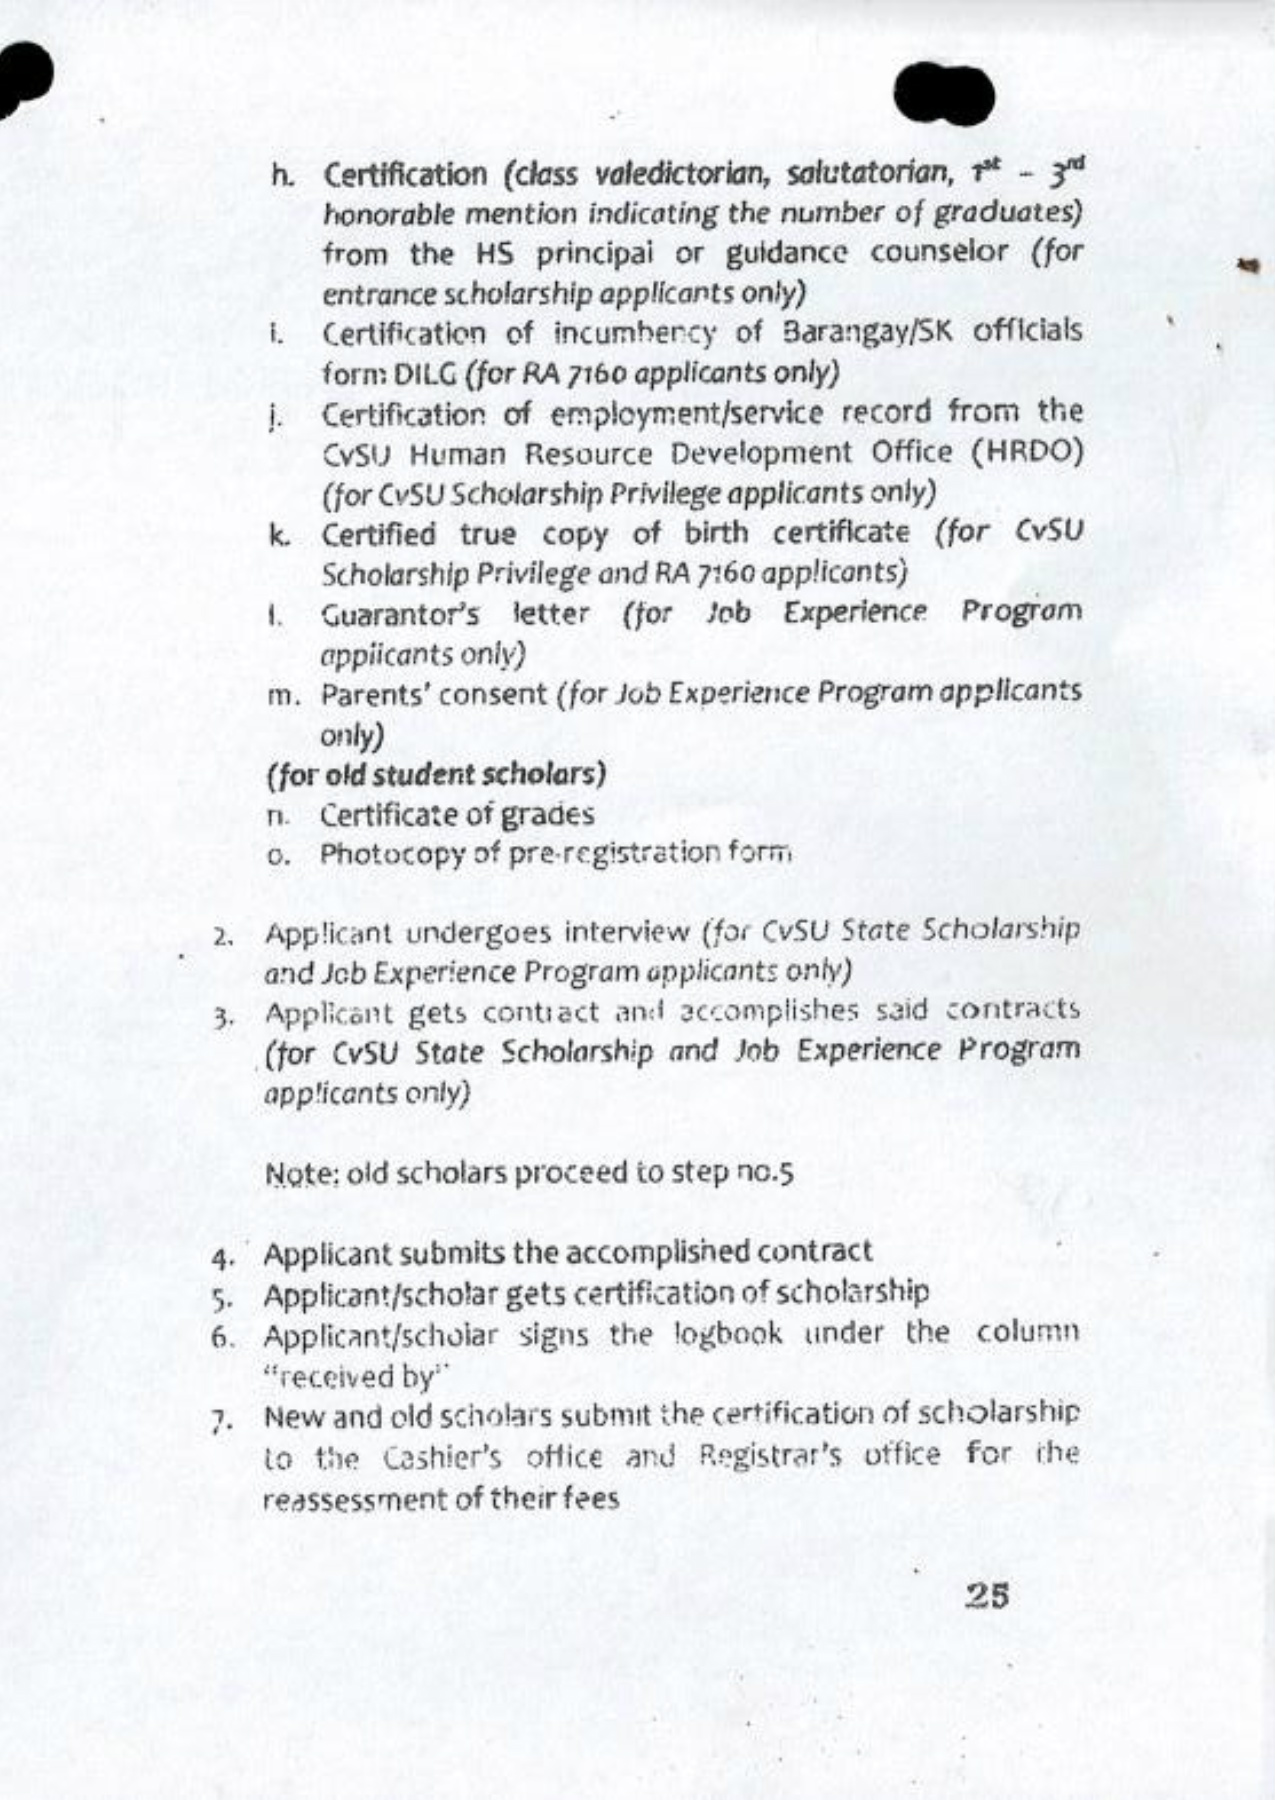 h. Certification (class valedictorian, salutatorian, 1st - 3rd
honorable mention indicating the number of graduates)
from the HS principal or guidance counselor (for
entrance scholarship applicants only)
i. Certification of incumbency of Barangay/SK officials
form DILG (for RA 7160 applicants only)
j. Certification of employment/service record from the
CvSU Human Resource Development Office (HRDO)
(for CvSU Scholarship Privilege applicants only)
k. Certified true copy of birth certificate (for CvSU
Scholarship Privilege and RA 7160 applicants)
l. Guarantor's letter (for Job Experience Program
applicants only)
m. Parents' consent (for Job Experience Program applicants
only)
(for old student scholars)
n. Certificate of grades
o. Photocopy of pre-registration form
2. Applicant undergoes interview (for CvSU State Scholarship
and Job Experience Program applicants only)
3. Applicant gets contract and accomplishes said contracts
(for CvSU State Scholarship and Job Experience Program
applicants only)
Note: old scholars proceed to step no.5
4. Applicant submits the accomplished contract
5. Applicant/scholar gets certification of scholarship
6. Applicant/scholar signs the logbook under the column
"received by"
7. New and old scholars submit the certification of scholarship
to the Cashier's office and Registrar's office for the
reassessment of their fees
25